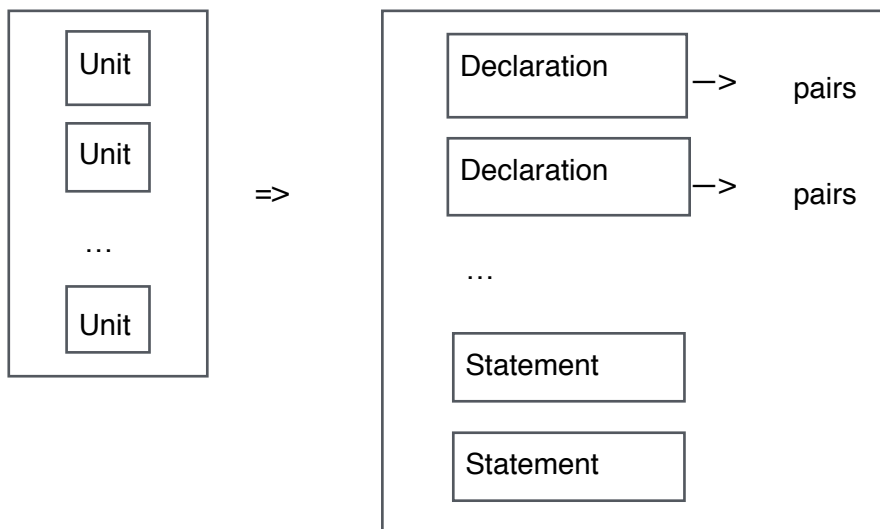 Unit
Unit
...
Unit
=>
Declaration
—> pairs
Declaration
—> pairs
...
Statement
Statement